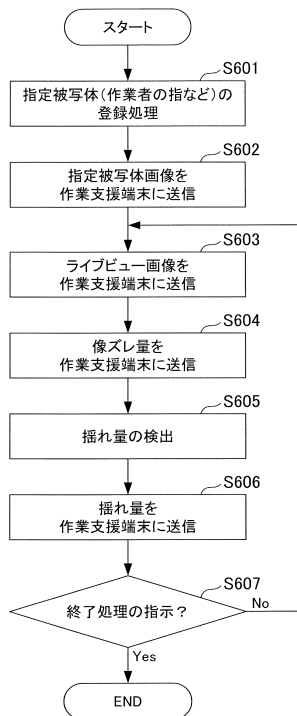 スタート
S601
指定被写体(作業者の指など)の
登録処理
S602
指定被写体画像を
作業支援端末に送信
S603
ライブビュー画像を
作業支援端末に送信
S604
像ズレ量を
作業支援端末に送信
S605
揺れ量の検出
S606
揺れ量を
作業支援端末に送信
S607
終了処理の指示?
No
Yes
END